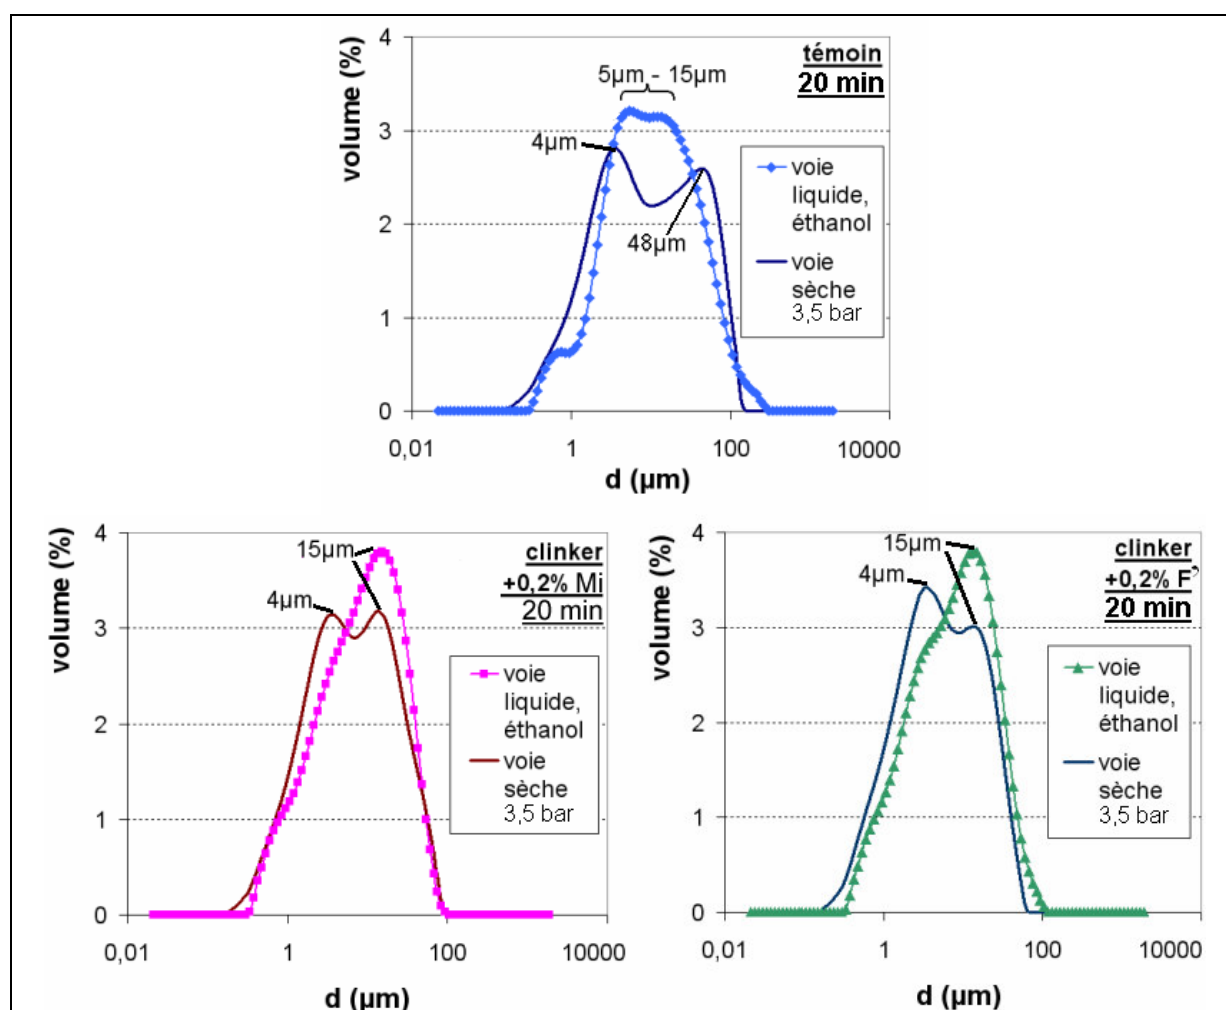 témoin
20 min
5µm - 15µm
4µm
48µm
voie
liquide,
éthanol
voie
sèche
3,5 bar
volume (%)
4
3
2
1
0
0,01 1 100 10000
d (µm)
clinker
+0,2% Mi
20 min
15µm
4µm
voie
liquide,
éthanol
voie
sèche
3,5 bar
volume (%)
4
3
2
1
0
0,01 1 100 10000
d (µm)
clinker
+0,2% F’
20 min
15µm
4µm
voie
liquide,
éthanol
voie
sèche
3,5 bar
volume (%)
4
3
2
1
0
0,01 1 100 10000
d (µm)